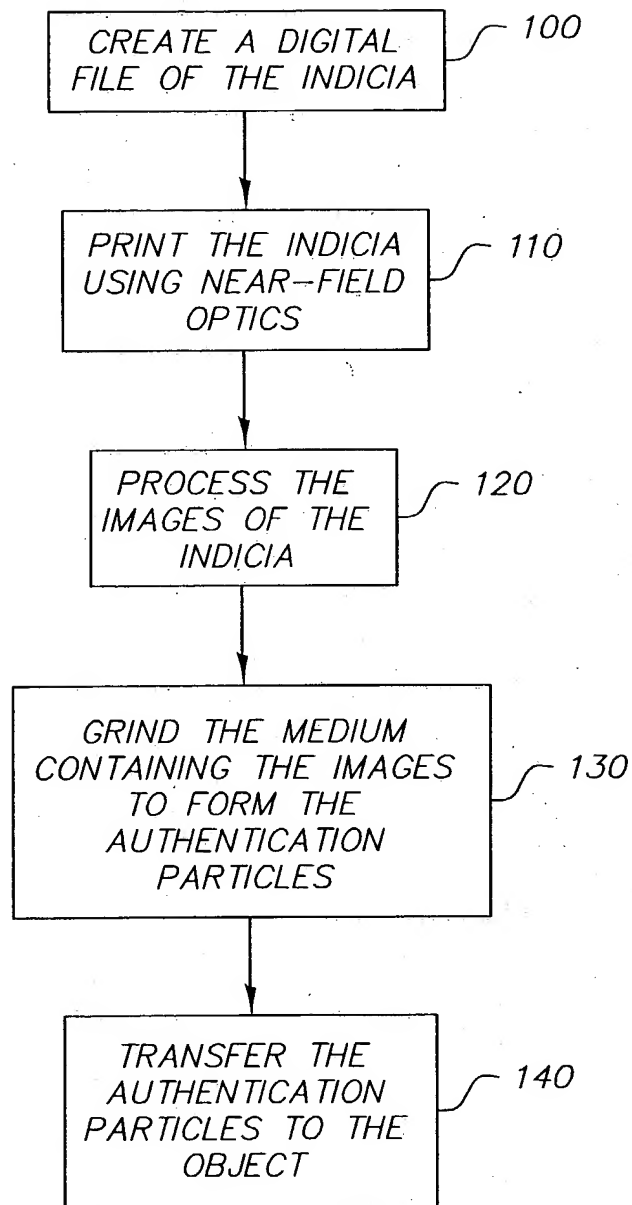 CREATE A DIGITAL
FILE OF THE INDICIA
100
PRINT THE INDICIA
USING NEAR-FIELD
OPTICS
110
PROCESS THE
IMAGES OF THE
INDICIA
120
GRIND THE MEDIUM
CONTAINING THE IMAGES
TO FORM THE
AUTHENTICATION
PARTICLES
130
TRANSFER THE
AUTHENTICATION
PARTICLES TO THE
OBJECT
140